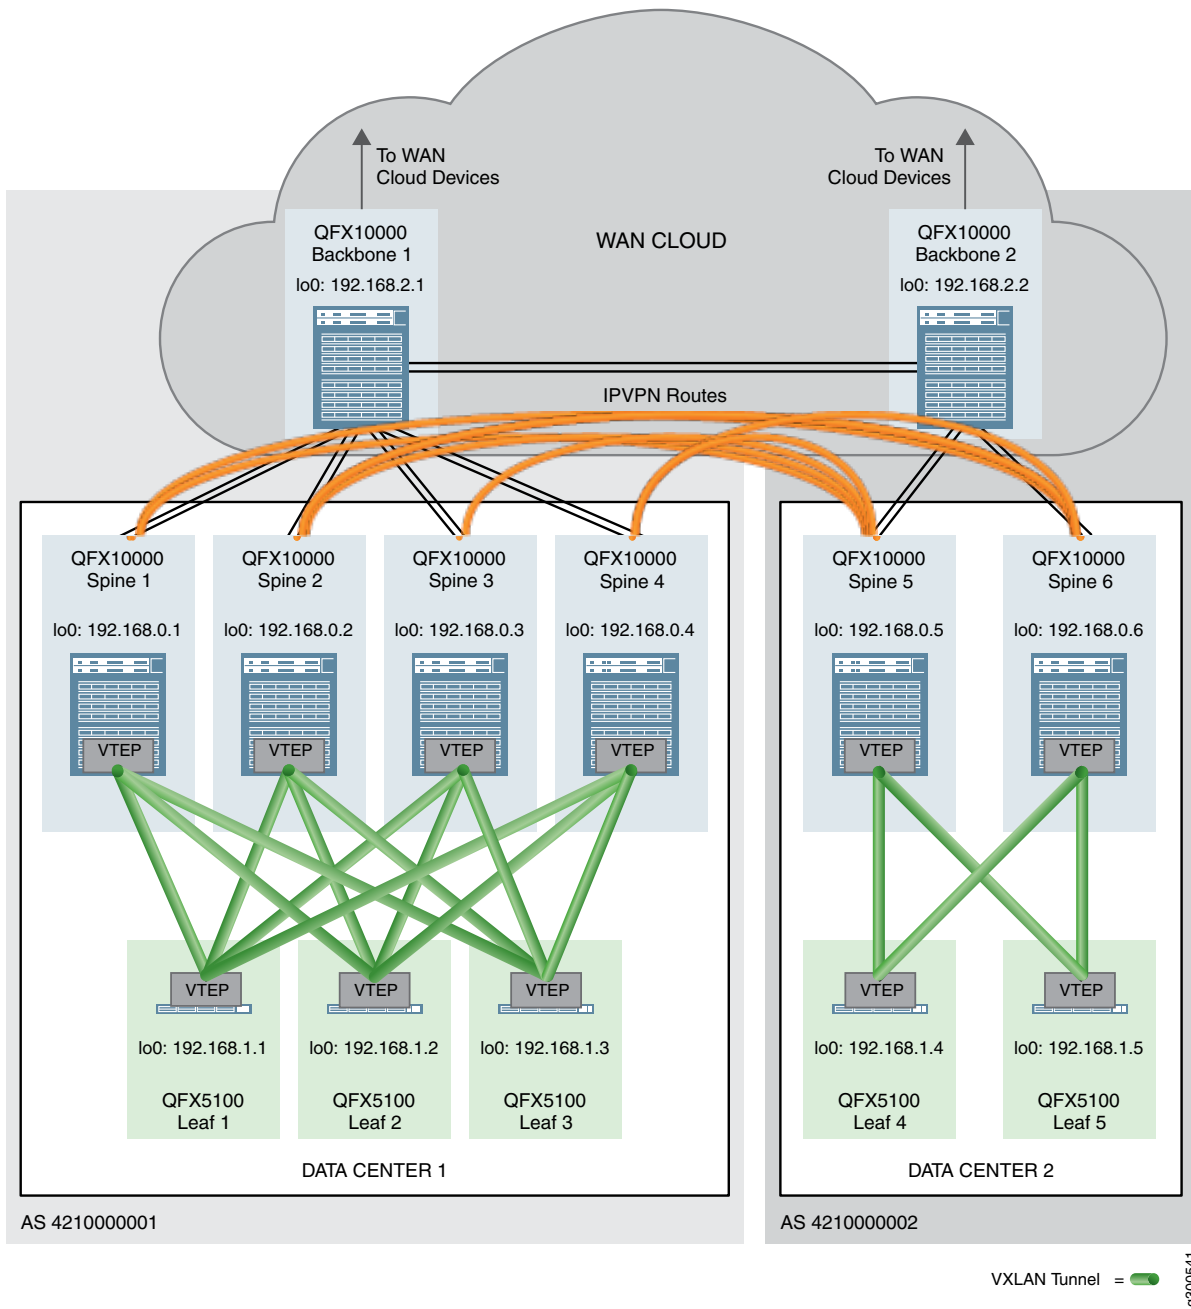 To WAN
Cloud Devices
To WAN
Cloud Devices
QFX10000
Backbone 1
lo0: 192.168.2.1
WAN CLOUD
QFX10000
Backbone 2
lo0: 192.168.2.2
IPVPN Routes
QFX10000
Spine 1
lo0: 192.168.0.1
QFX10000
Spine 2
lo0: 192.168.0.2
QFX10000
Spine 3
lo0: 192.168.0.3
QFX10000
Spine 4
lo0: 192.168.0.4
QFX10000
Spine 5
lo0: 192.168.0.5
QFX10000
Spine 6
lo0: 192.168.0.6
VTEP
VTEP
VTEP
VTEP
VTEP
VTEP
VTEP
VTEP
VTEP
VTEP
VTEP
lo0: 192.168.1.1
QFX5100
Leaf 1
lo0: 192.168.1.2
QFX5100
Leaf 2
lo0: 192.168.1.3
QFX5100
Leaf 3
lo0: 192.168.1.4
QFX5100
Leaf 4
lo0: 192.168.1.5
QFX5100
Leaf 5
DATA CENTER 1
DATA CENTER 2
AS 4210000001
AS 4210000002
VXLAN Tunnel =
g300541